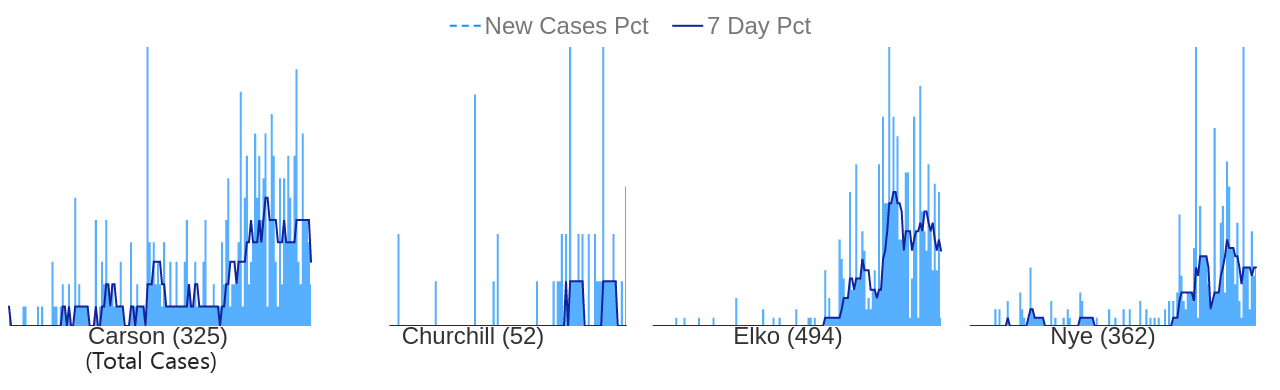 New Cases Pct 7 Day Pct
Carson (325) Churchill (52) Elko (494) Nye (362)
(Total Cases)